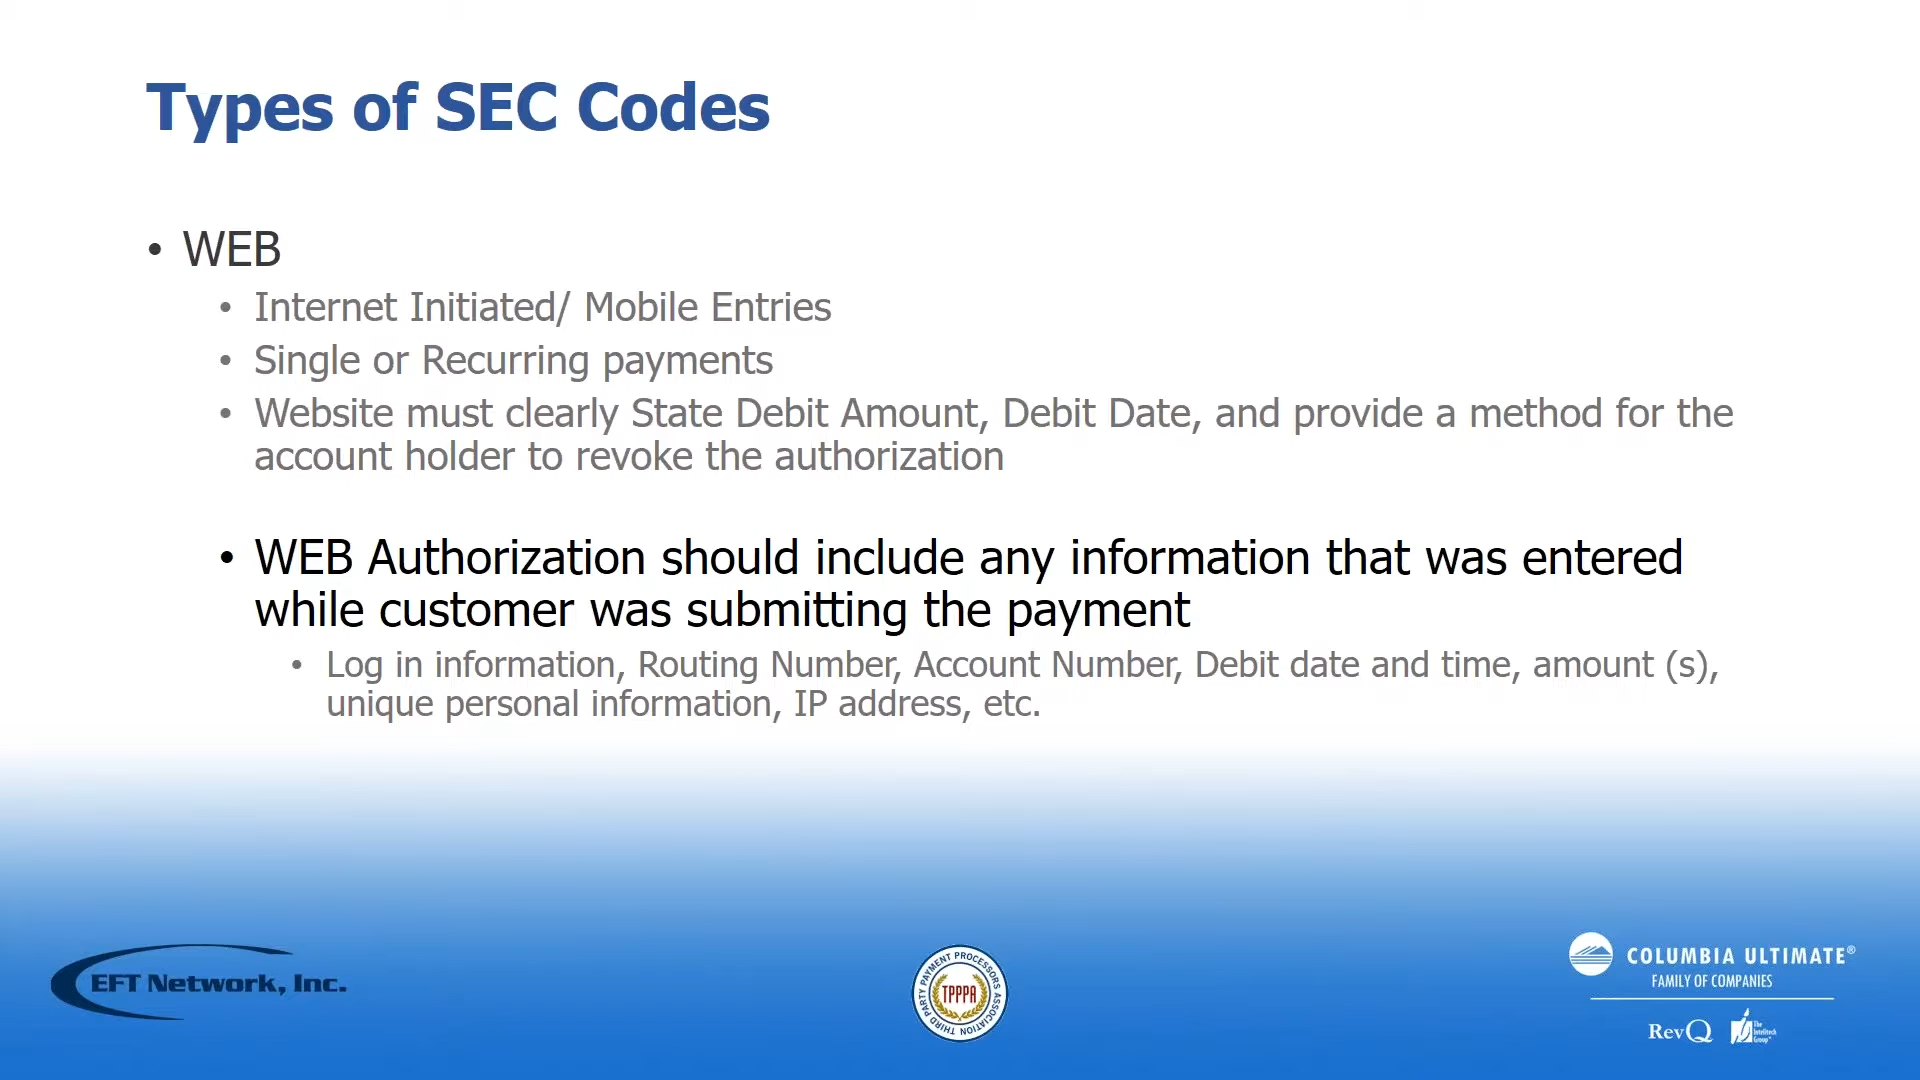 Types of SEC Codes
• WEB
• Internet Initiated/ Mobile Entries
• Single or Recurring payments
• Website must clearly State Debit Amount, Debit Date, and provide a method for the
account holder to revoke the authorization
• WEB Authorization should include any information that was entered
while customer was submitting the payment
• Log in information, Routing Number, Account Number, Debit date and time, amount (s),
unique personal information, IP address, etc.
EFT Network, Inc.
THIRD PARTY PAYMENT PROCESSORS ASSOCIATION
TPPPA
COLUMBIA ULTIMATE®
FAMILY OF COMPANIES
RevQ
The
Intelitech
Group